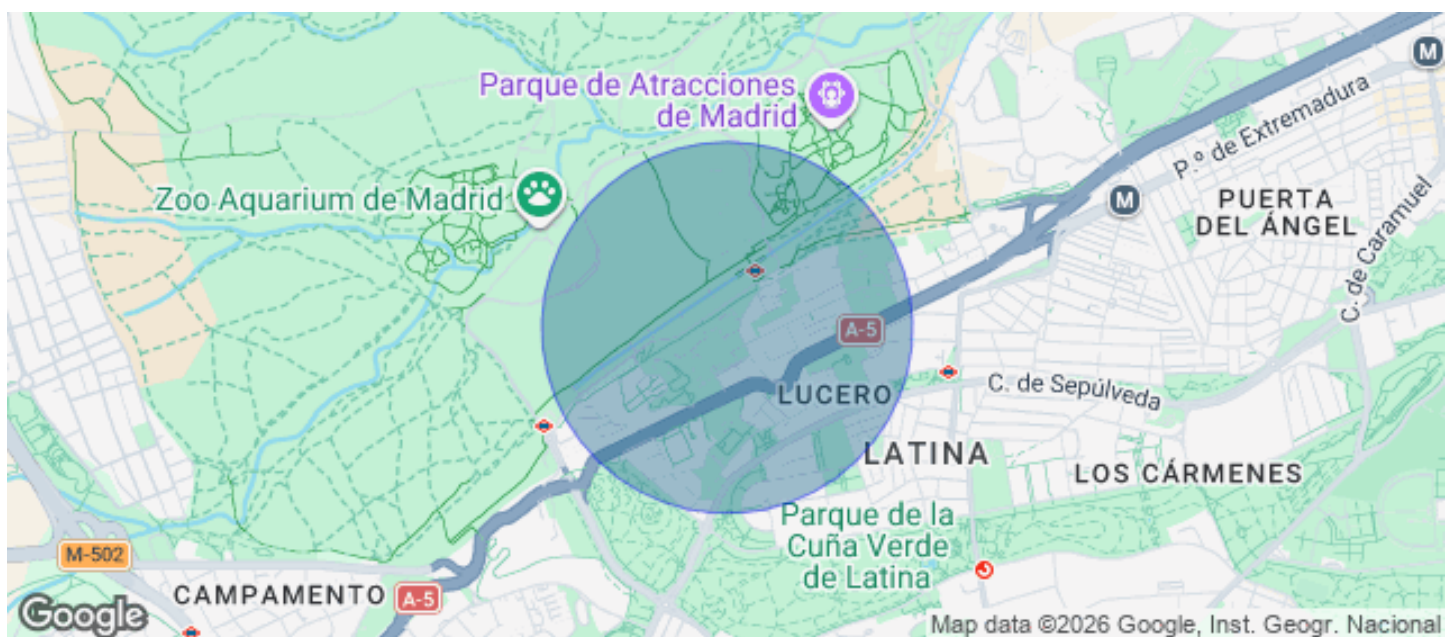 Parque de Atracciones
de Madrid
M
P.º de Extremadura
Zoo Aquarium de Madrid
M
PUERTA
DEL ÁNGEL
C. de Caramuel
A-5
LUCERO
C. de Sepúlveda
LATINA
LOS CÁRMENES
Parque de la
Cuña Verde
de Latina
M-502
CAMPAMENTO
A-5
Google
Map data ©2026 Google, Inst. Geogr. Nacional